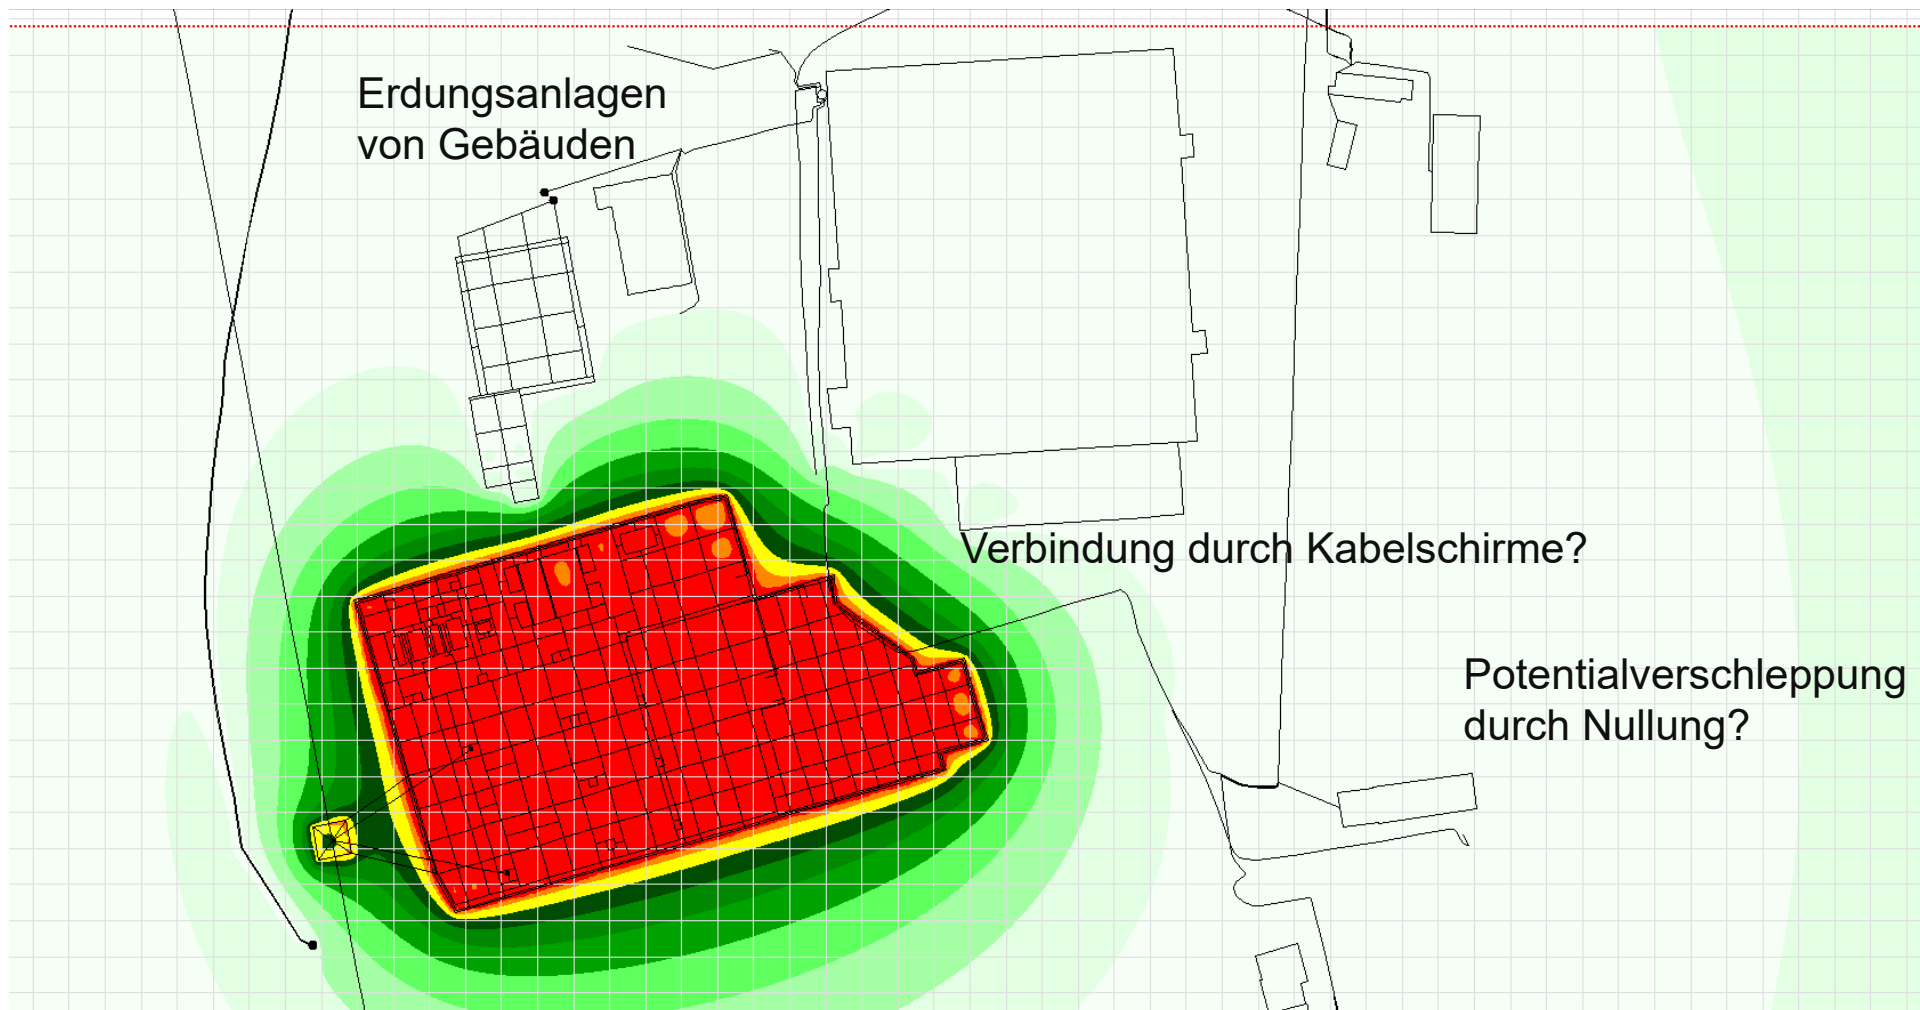 Erdungsanlagen
von Gebäuden
Verbindung durch Kabelschirme?
Potentialverschleppung
durch Nullung?